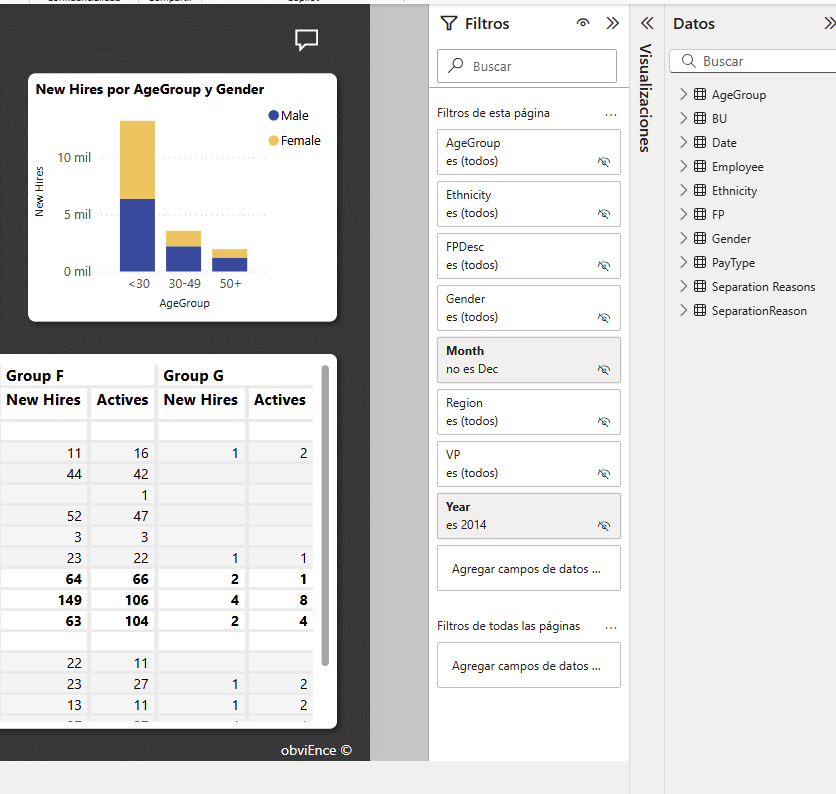 New Hires por AgeGroup y Gender
Male
Female
New Hires
10 mil
5 mil
0 mil
<30 30-49 50+
AgeGroup
Group F Group G
New Hires Actives New Hires Actives
11 16 1 2
44 42
1
52 47
3 3
23 22 1 1
64 66 2 1
149 106 4 8
63 104 2 4
22 11
23 27 1 2
13 11 1 2
obviEnce ©
Filtros
Buscar
Filtros de esta página ...
AgeGroup
es (todos)
Ethnicity
es (todos)
FPDesc
es (todos)
Gender
es (todos)
Month
no es Dec
Region
es (todos)
VP
es (todos)
Year
es 2014
Agregar campos de datos ...
Filtros de todas las páginas ...
Agregar campos de datos ...
Visualizaciones
Datos
Buscar
AgeGroup
BU
Date
Employee
Ethnicity
FP
Gender
PayType
Separation Reasons
SeparationReason